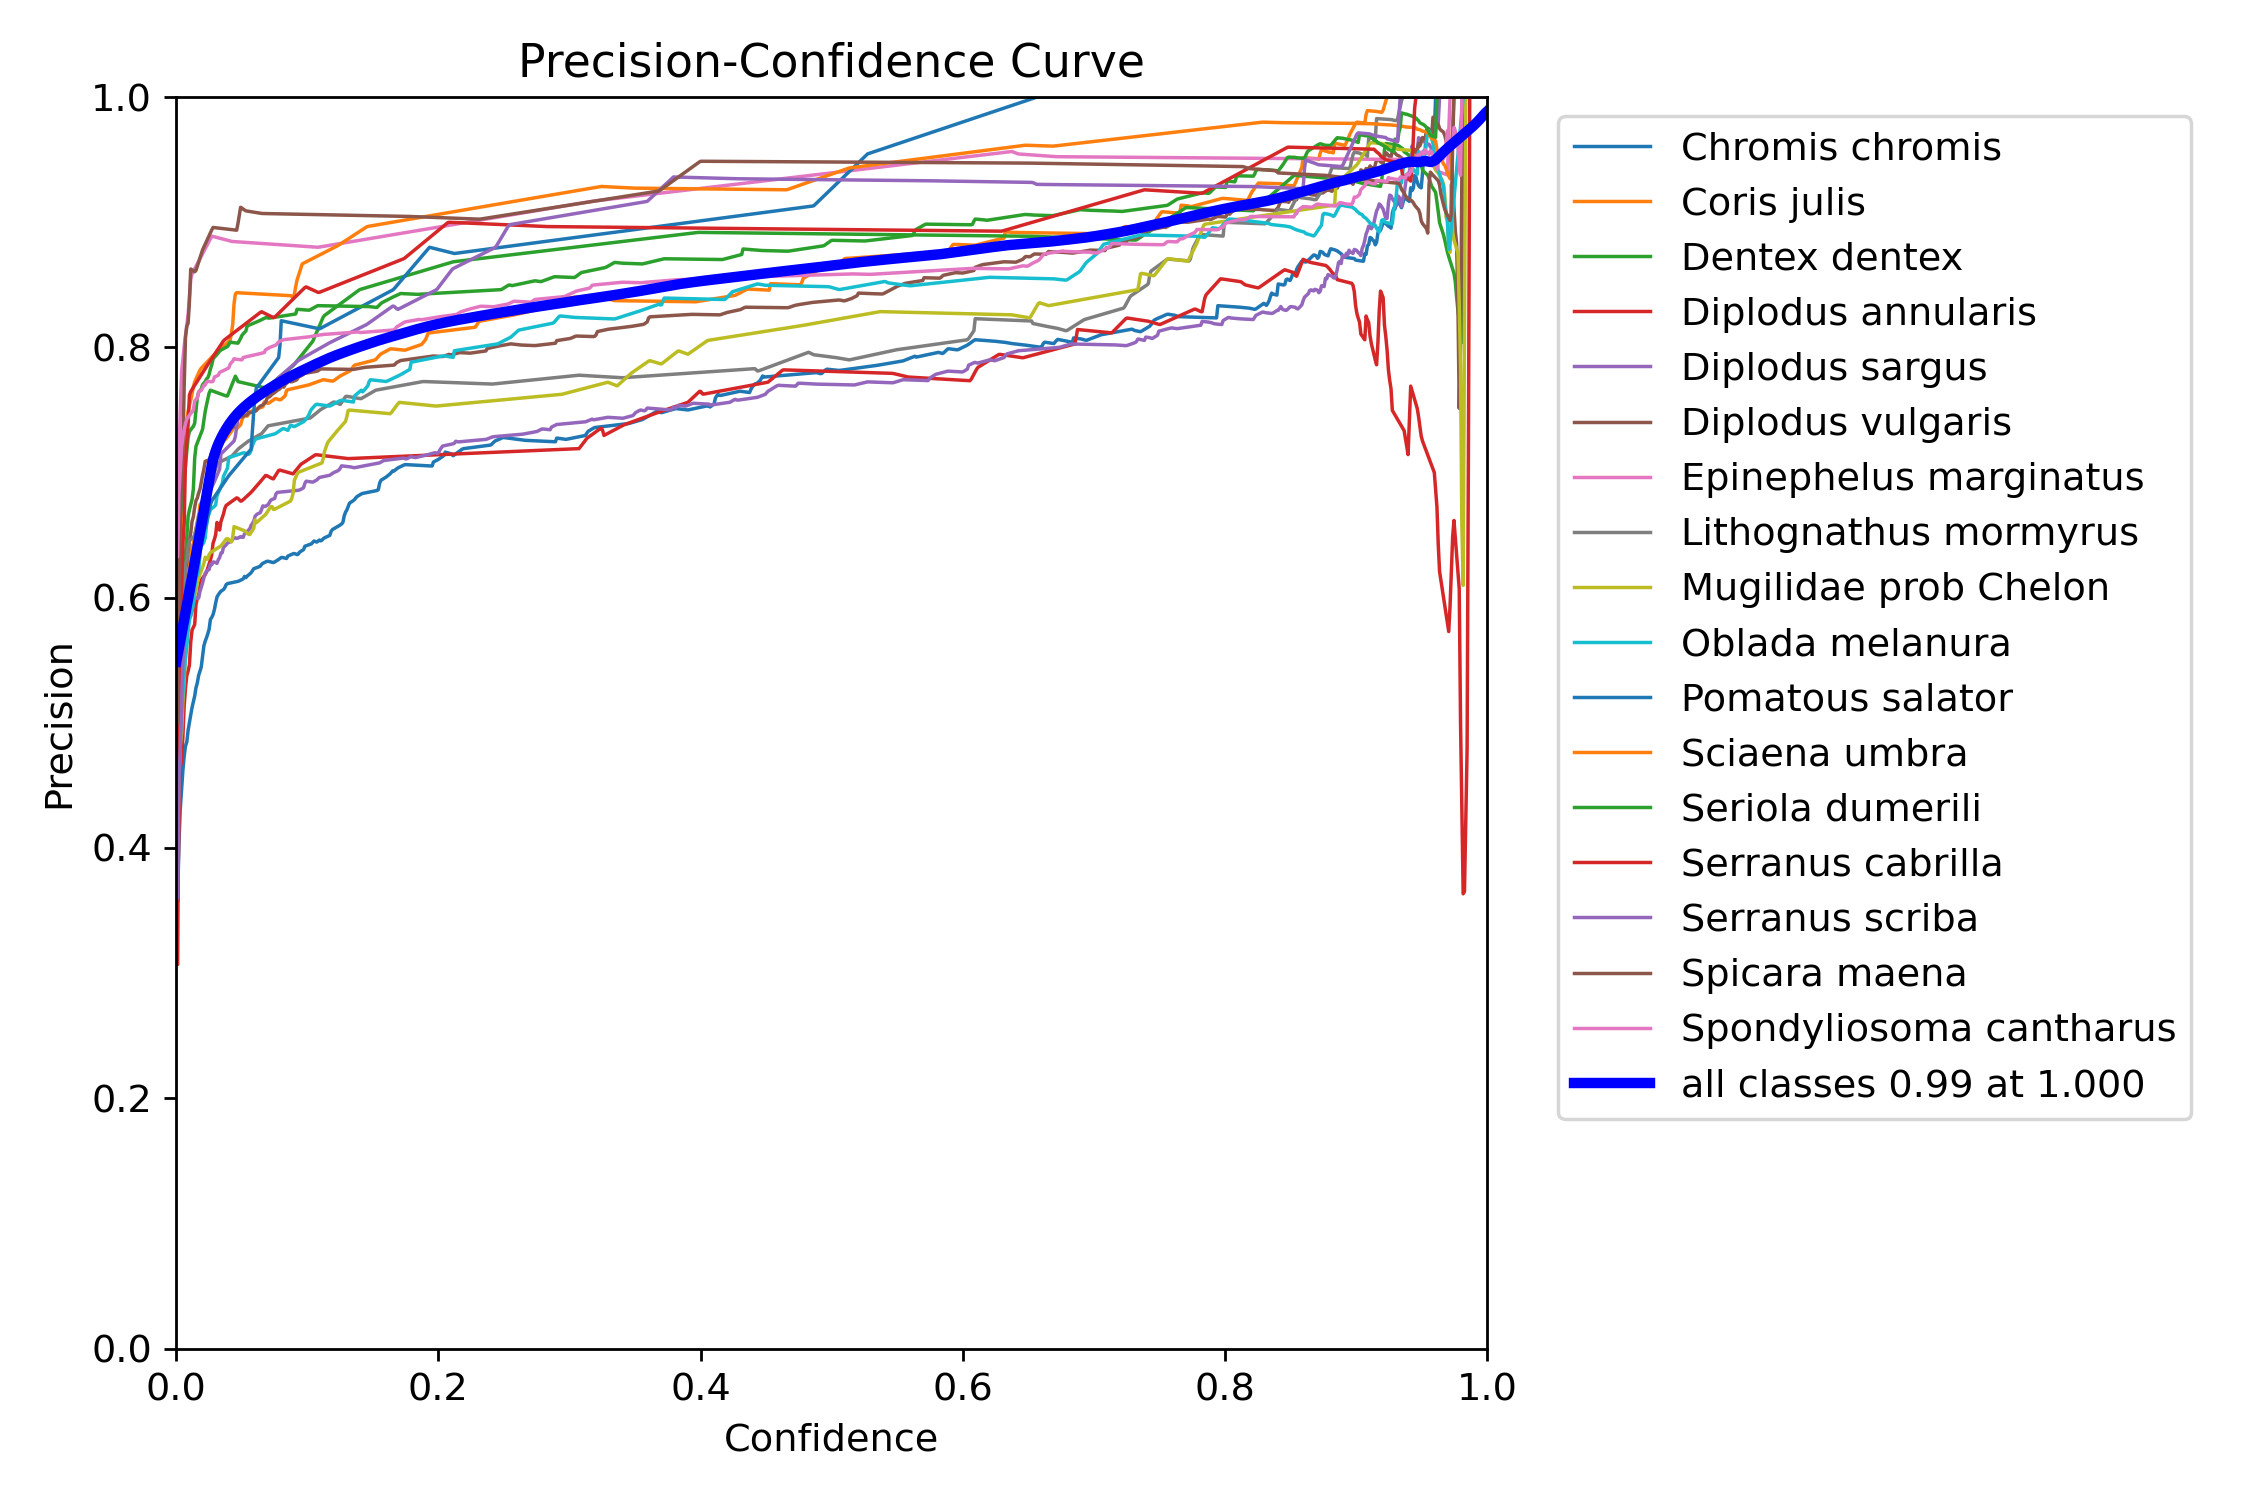 Precision-Confidence Curve
1.0
0.8
0.6
0.4
0.2
0.0
Precision
0.0 0.2 0.4 0.6 0.8 1.0
Confidence
Chromis chromis
Coris julis
Dentex dentex
Diplodus annularis
Diplodus sargus
Diplodus vulgaris
Epinephelus marginatus
Lithognathus mormyrus
Mugilidae prob Chelon
Oblada melanura
Pomatous salator
Sciaena umbra
Seriola dumerili
Serranus cabrilla
Serranus scriba
Spicara maena
Spondyliosoma cantharus
all classes 0.99 at 1.000